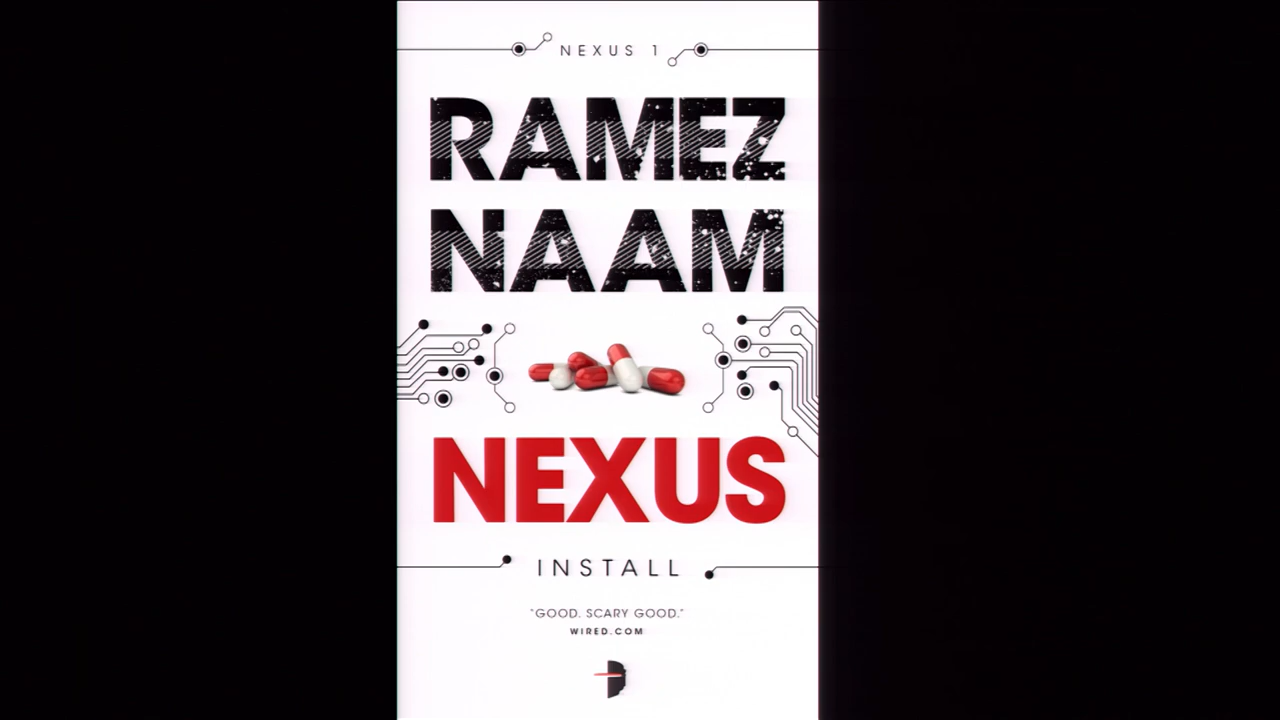 NEXUS 1
RAMEZ
NAAM
NEXUS
INSTALL
"GOOD. SCARY GOOD."
WIRED.COM